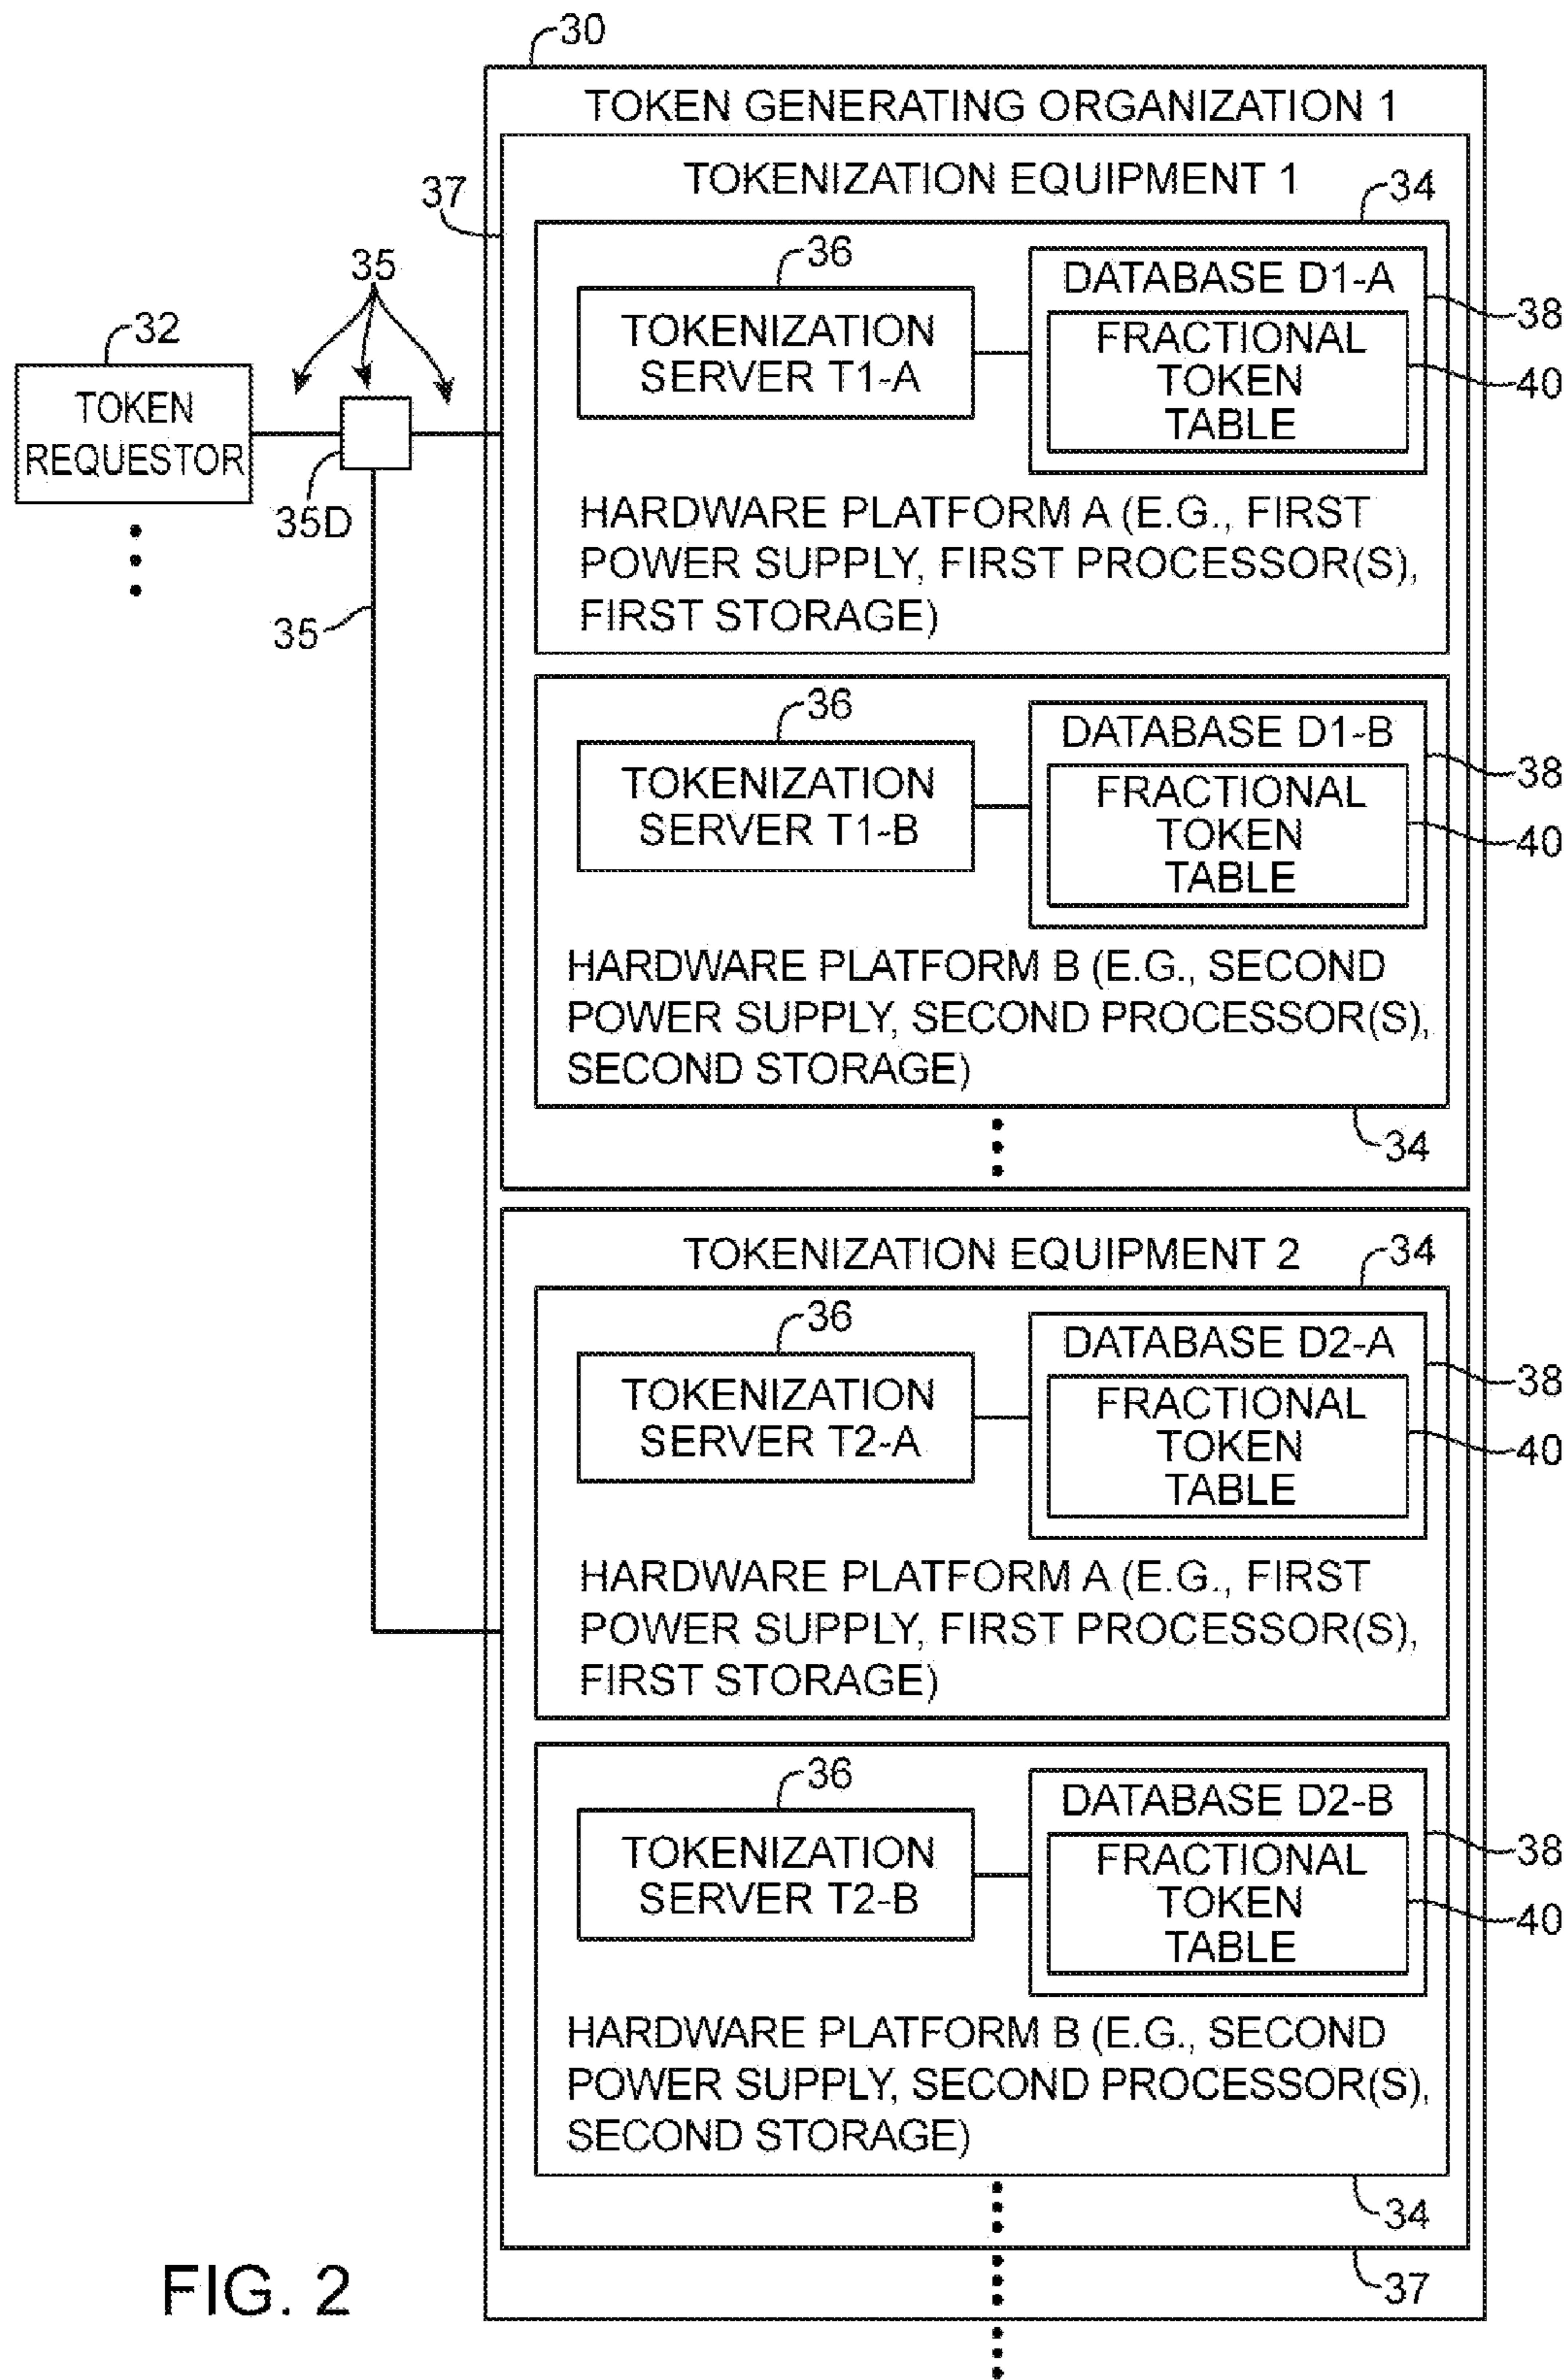 30
TOKEN GENERATING ORGANIZATION 1
TOKENIZATION EQUIPMENT 1
37
34
35
36
DATABASE D1-A
38
32
TOKENIZATION
SERVER T1-A
FRACTIONAL
TOKEN
TABLE
40
TOKEN
REQUESTOR
35D
HARDWARE PLATFORM A (E.G., FIRST
POWER SUPPLY, FIRST PROCESSOR(S),
FIRST STORAGE)
35
36
DATABASE D1-B
38
TOKENIZATION
SERVER T1-B
FRACTIONAL
TOKEN
TABLE
40
HARDWARE PLATFORM B (E.G., SECOND
POWER SUPPLY, SECOND PROCESSOR(S),
SECOND STORAGE)
34
TOKENIZATION EQUIPMENT 2
34
36
DATABASE D2-A
38
TOKENIZATION
SERVER T2-A
FRACTIONAL
TOKEN
TABLE
40
HARDWARE PLATFORM A (E.G., FIRST
POWER SUPPLY, FIRST PROCESSOR(S),
FIRST STORAGE)
36
DATABASE D2-B
38
TOKENIZATION
SERVER T2-B
FRACTIONAL
TOKEN
TABLE
40
HARDWARE PLATFORM B (E.G., SECOND
POWER SUPPLY, SECOND PROCESSOR(S),
SECOND STORAGE)
34
37
FIG. 2